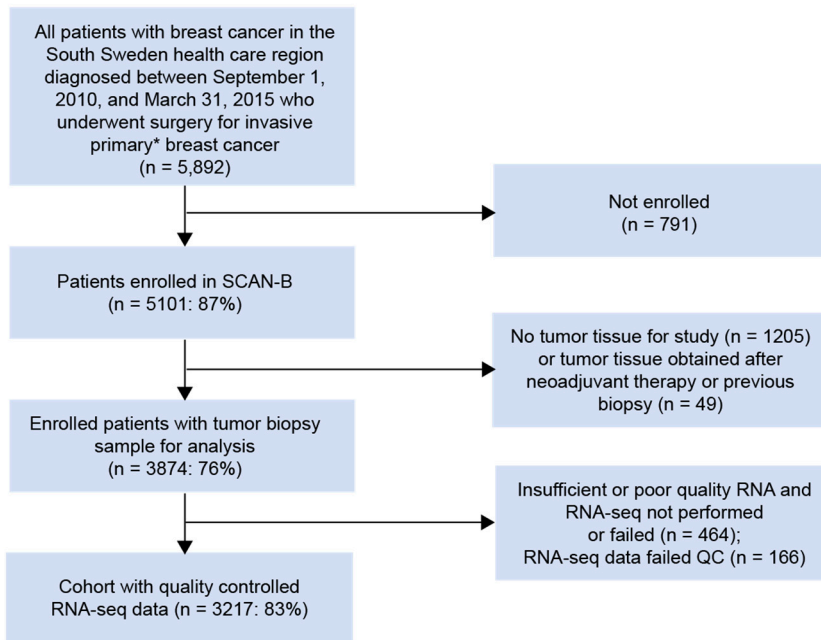 All patients with breast cancer in the
South Sweden health care region
diagnosed between September 1,
2010, and March 31, 2015 who
underwent surgery for invasive
primary* breast cancer
(n = 5,892)
Not enrolled
(n = 791)
Patients enrolled in SCAN-B
(n = 5101: 87%)
No tumor tissue for study (n = 1205)
or tumor tissue obtained after
neoadjuvant therapy or previous
biopsy (n = 49)
Enrolled patients with tumor biopsy
sample for analysis
(n = 3874: 76%)
Insufficient or poor quality RNA and
RNA-seq not performed
or failed (n = 464);
RNA-seq data failed QC (n = 166)
Cohort with quality controlled
RNA-seq data (n = 3217: 83%)